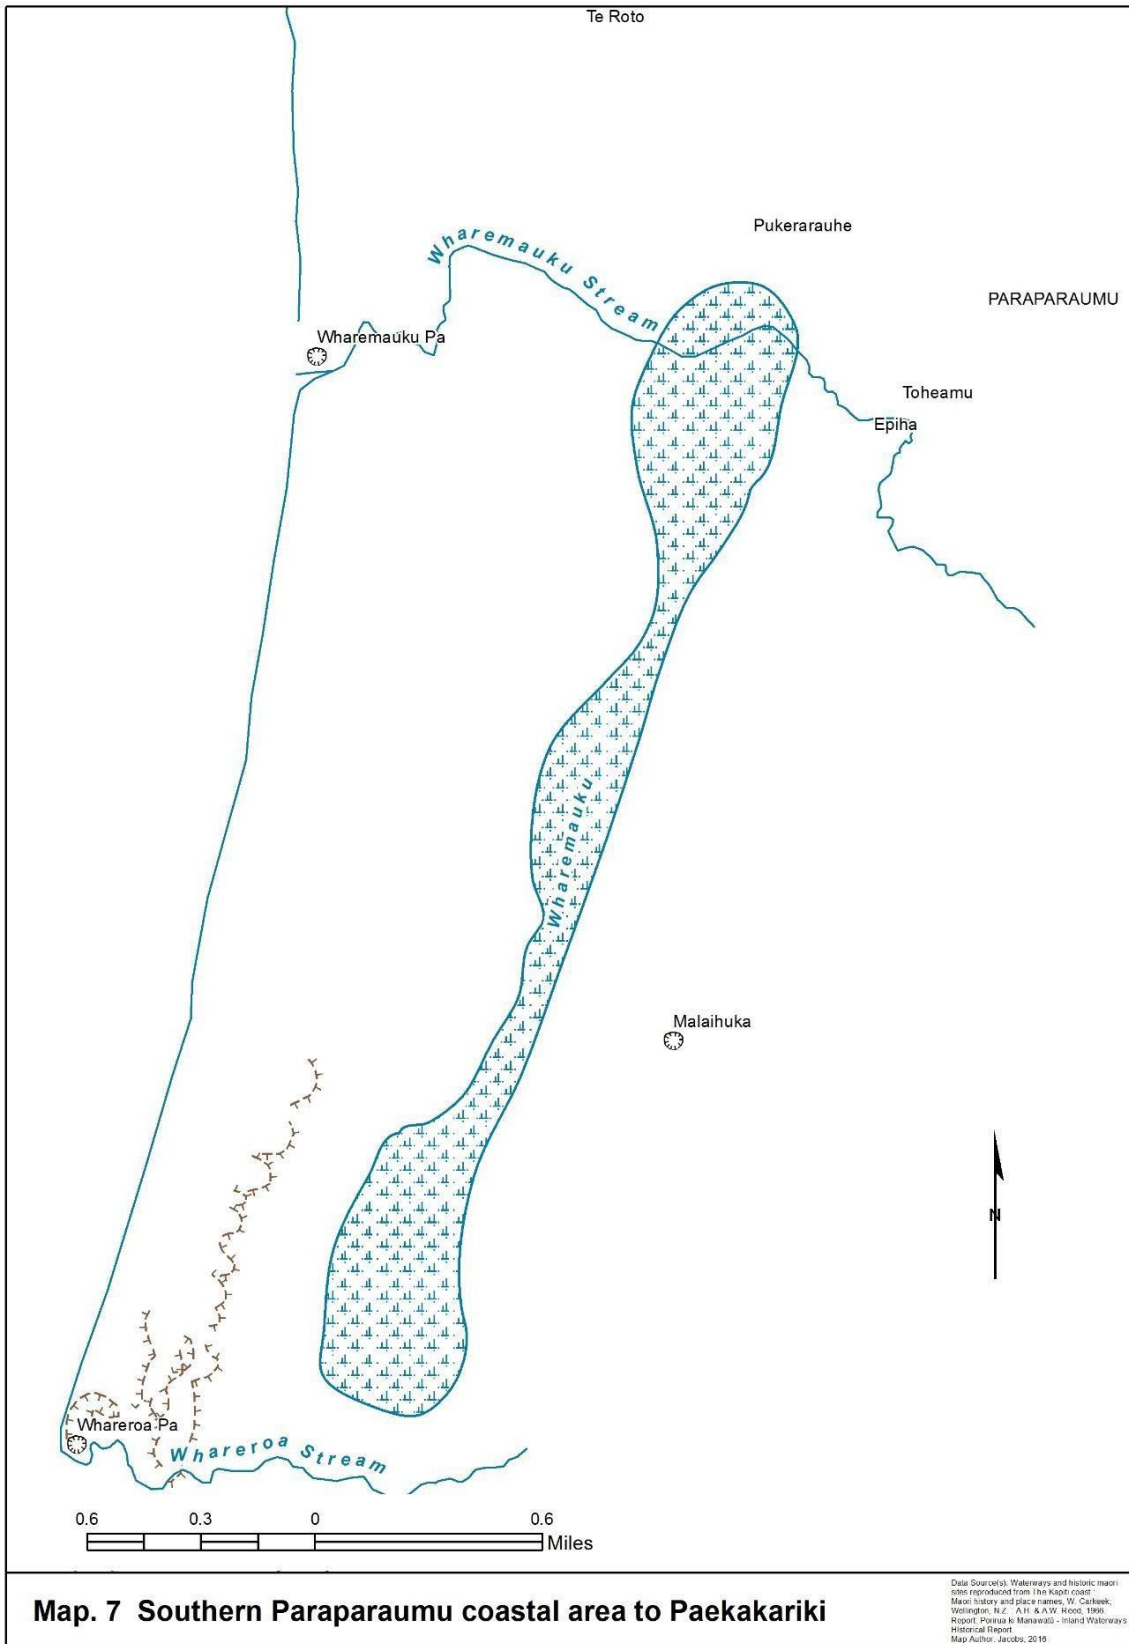 Te Roto
Pukerarauhe
Wharemauku Stream
PARAPARAUMU
Wharemauku Pa
Toheamu
Epiha
Wharemauku
Malaihuka
N
Whareroa Pa
Whareroa Stream
0.6 0.3 0 0.6
Miles
Map. 7 Southern Paraparaumu coastal area to Paekakariki
Data Source(s): Waterways and historic maori
sites reproduced from The Kapiti coast :
Maori history and place names, W. Carkeek,
Wellington, N.Z. : A.H. & A.W. Reed, 1966
Report: Porirua ki Manawatū - Inland Waterways
Historical Report
Map Author: Jacobs, 2016